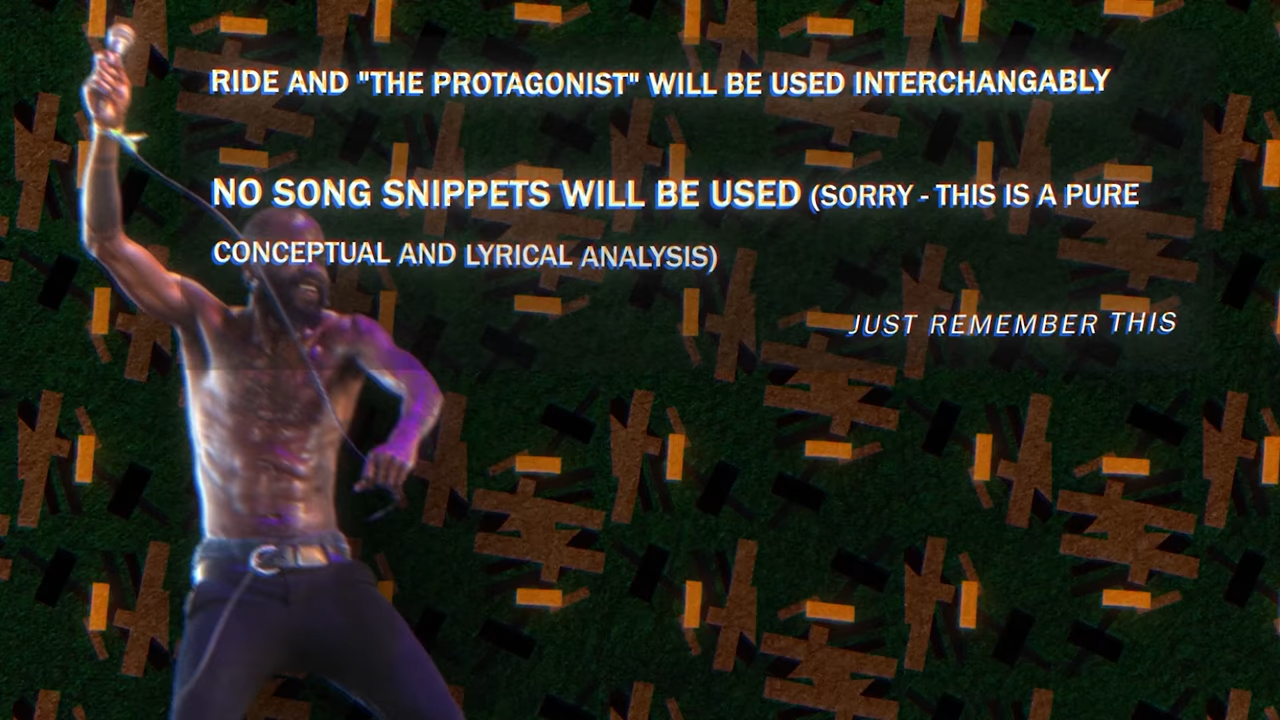 RIDE AND "THE PROTAGONIST" WILL BE USED INTERCHANGABLY
NO SONG SNIPPETS WILL BE USED (SORRY - THIS IS A PURE
CONCEPTUAL AND LYRICAL ANALYSIS)
JUST REMEMBER THIS